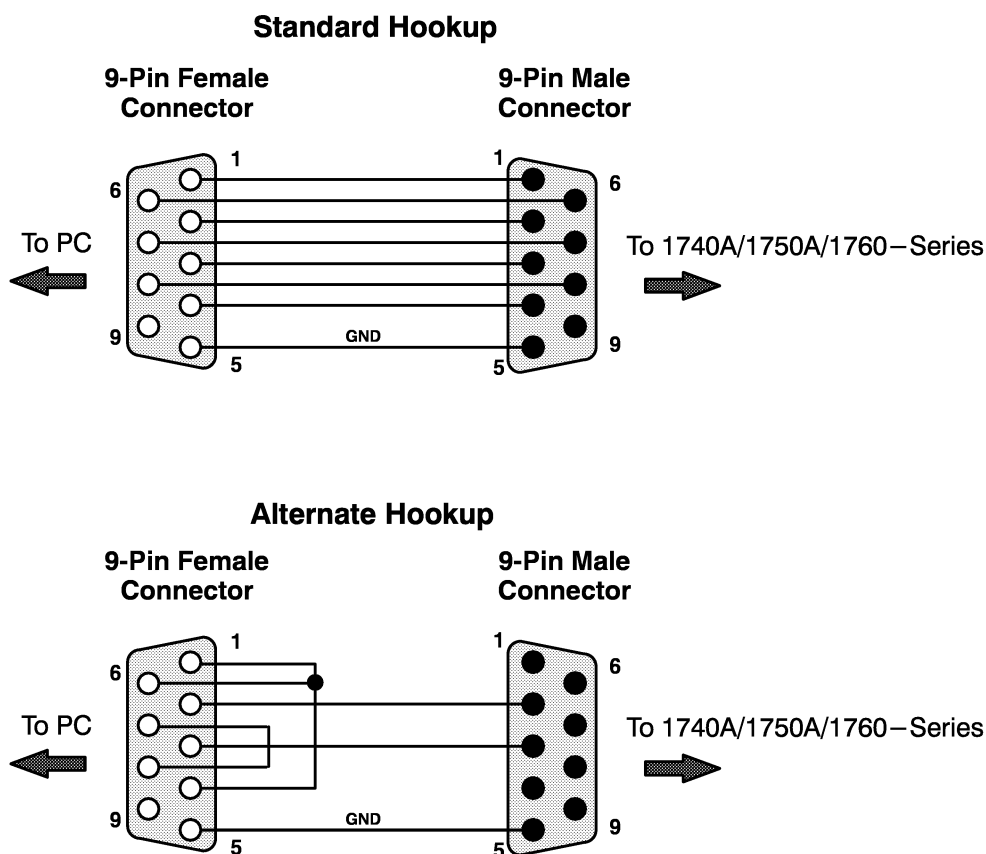 Standard Hookup
9-Pin Female
Connector
9-Pin Male
Connector
1
1
6
6
To PC
To 1740A/1750A/1760–Series
GND
9
9
5
5
Alternate Hookup
9-Pin Female
Connector
9-Pin Male
Connector
1
1
6
6
To PC
To 1740A/1750A/1760–Series
GND
9
9
5
5